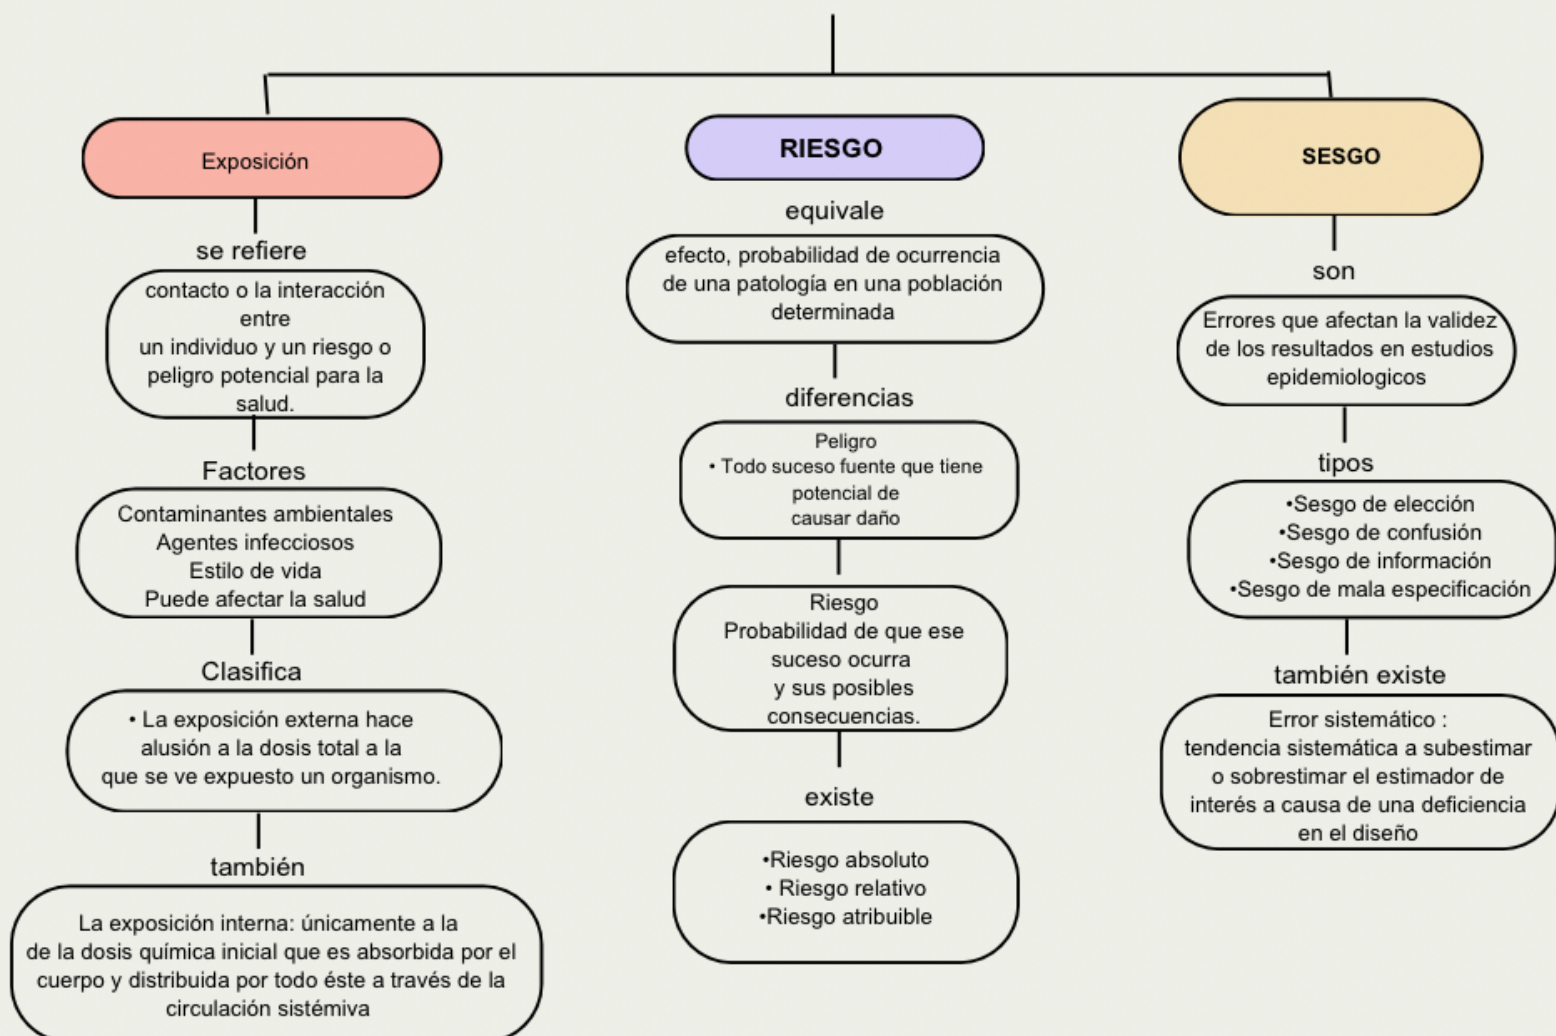 Exposición
se refiere
contacto o la interacción
entre
un individuo y un riesgo o
peligro potencial para la
salud.
Factores
Contaminantes ambientales
Agentes infecciosos
Estilo de vida
Puede afectar la salud
Clasifica
• La exposición externa hace
alusión a la dosis total a la
que se ve expuesto un organismo.
también
La exposición interna: únicamente a la
de la dosis química inicial que es absorbida por el
cuerpo y distribuida por todo éste a través de la
circulación sistémiva
RIESGO
equivale
efecto, probabilidad de ocurrencia
de una patología en una población
determinada
diferencias
Peligro
• Todo suceso fuente que tiene
potencial de
causar daño
Riesgo
Probabilidad de que ese
suceso ocurra
y sus posibles
consecuencias.
existe
•Riesgo absoluto
• Riesgo relativo
•Riesgo atribuible
SESGO
son
Errores que afectan la validez
de los resultados en estudios
epidemiologicos
tipos
•Sesgo de elección
•Sesgo de confusión
•Sesgo de información
•Sesgo de mala especificación
también existe
Error sistemático :
tendencia sistemática a subestimar
o sobrestimar el estimador de
interés a causa de una deficiencia
en el diseño